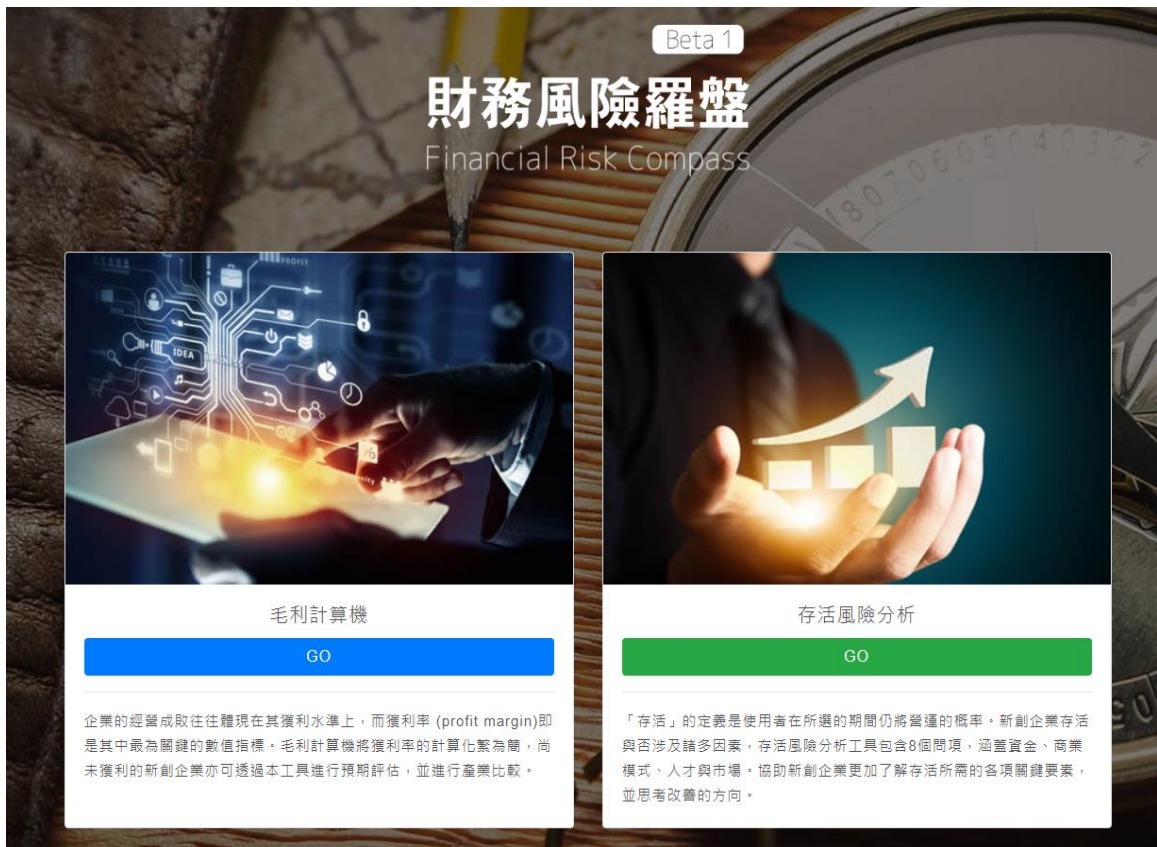 Beta 1
財務風險羅盤
Financial Risk Compass
PROFIT
IDEA
毛利計算機
GO
企業的經營成敗往往體現在其獲利水準上，而獲利率 (profit margin)即
是其中最為關鍵的數值指標。毛利計算機將獲利率的計算化繁為簡，尚
未獲利的新創企業亦可透過本工具進行預期評估，並進行產業比較。
存活風險分析
GO
「存活」的定義是使用者在所選的期間仍將營運的概率。新創企業存活
與否涉及諸多因素，存活風險分析工具包含8個問項，涵蓋資金、商業
模式、人才與市場。協助新創企業更加了解存活所需的各項關鍵要素，
並思考改善的方向。